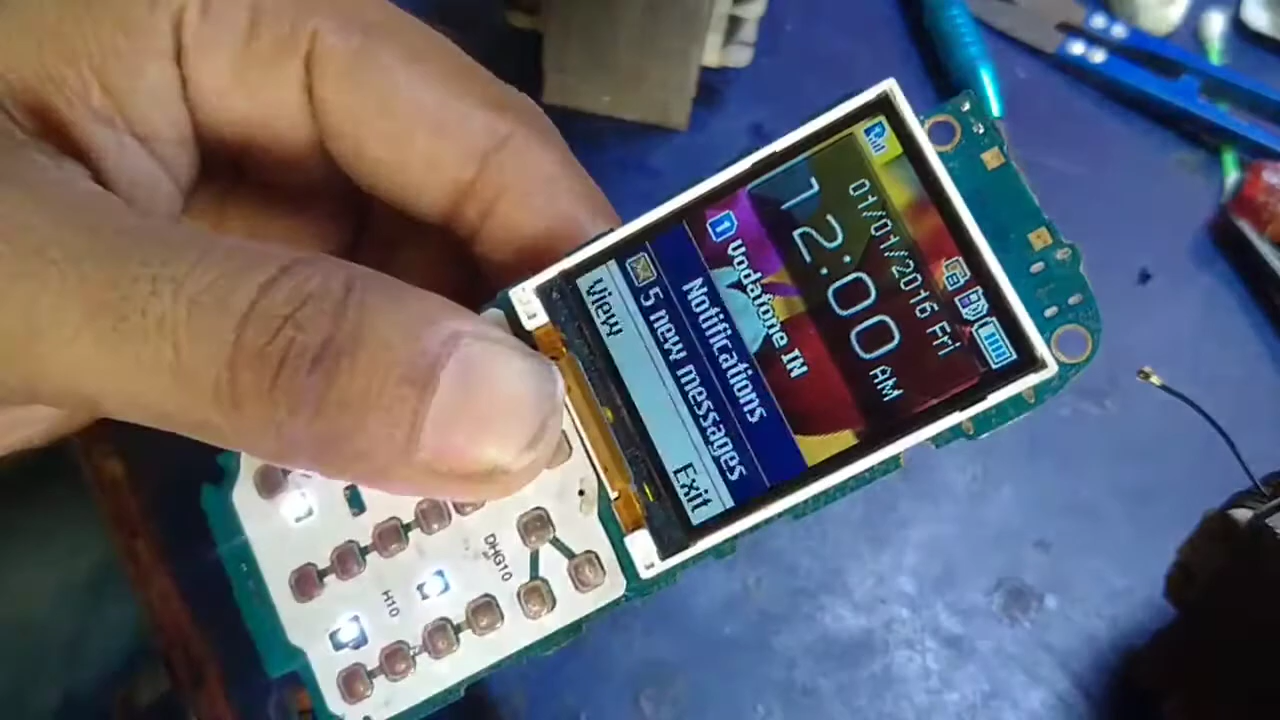 12:00 AM
01/01/2016 Fri
1 Vodafone IN
Notifications
5 new messages
View Exit
DHG10
H10